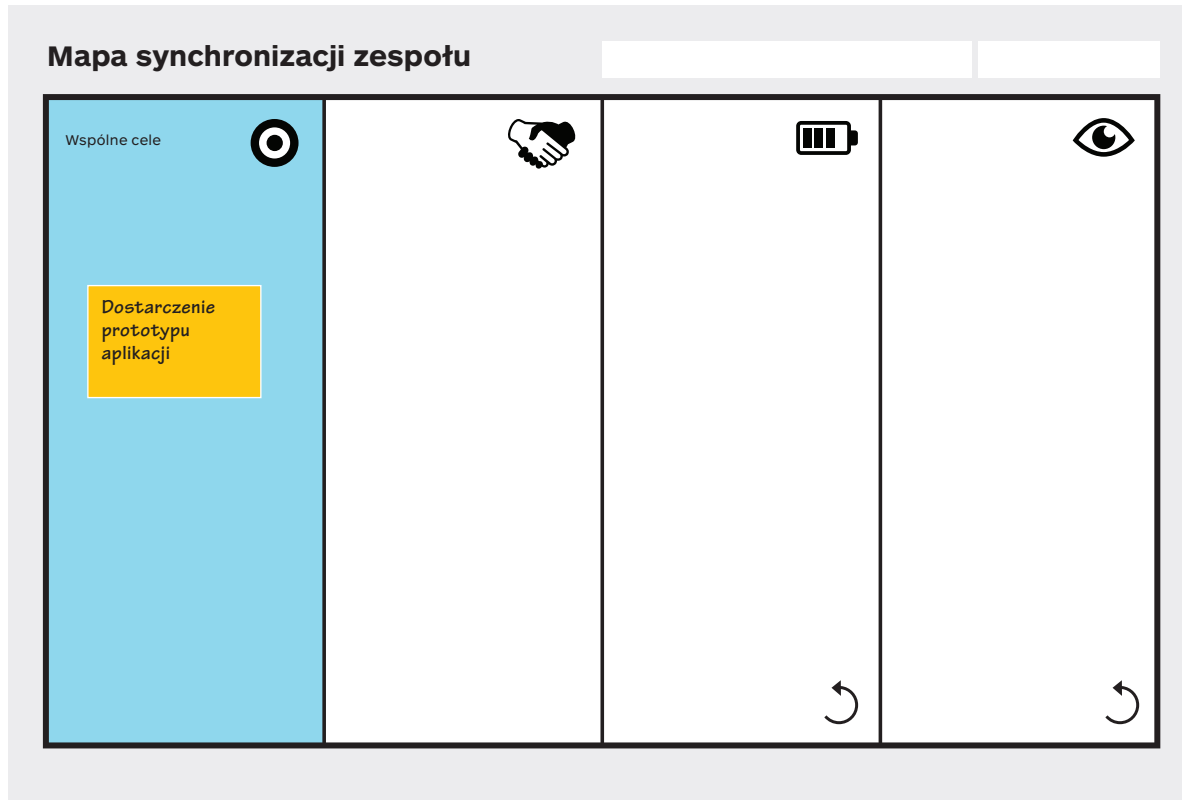 Mapa synchronizacji zespołu
Wspólne cele
Dostarczenie
prototypu
aplikacji